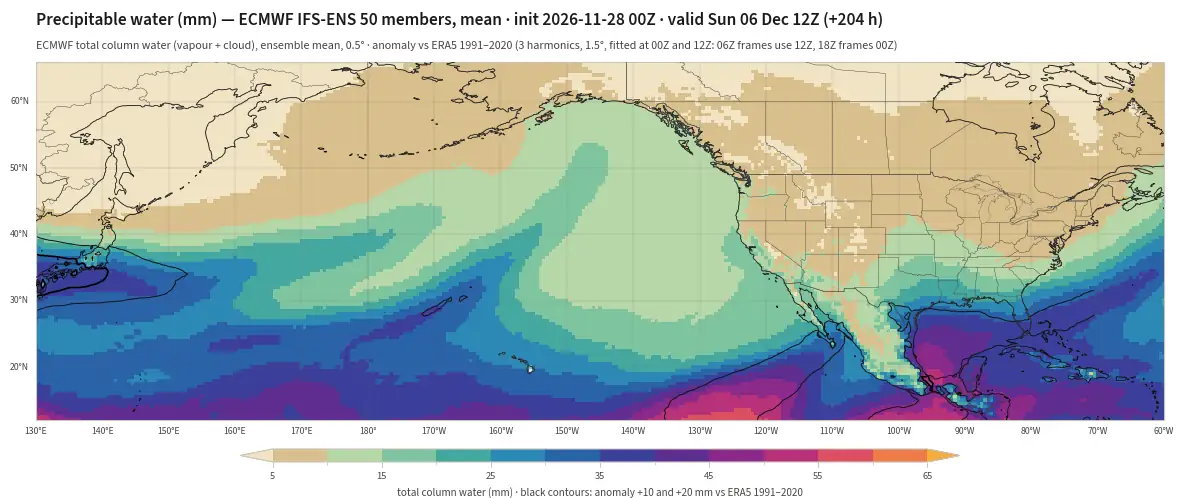 Precipitable water (mm) — ECMWF IFS-ENS 50 members, mean · init 2026-11-28 00Z · valid Sun 06 Dec 12Z (+204 h)
ECMWF total column water (vapour + cloud), ensemble mean, 0.5° · anomaly vs ERA5 1991–2020 (3 harmonics, 1.5°, fitted at 00Z and 12Z: 06Z frames use 12Z, 18Z frames 00Z)
60°N
50°N
40°N
30°N
20°N
130°E 140°E 150°E 160°E 170°E 180° 170°W 160°W 150°W 140°W 130°W 120°W 110°W 100°W 90°W 80°W 70°W 60°W
5 15 25 35 45 55 65
total column water (mm) · black contours: anomaly +10 and +20 mm vs ERA5 1991–2020